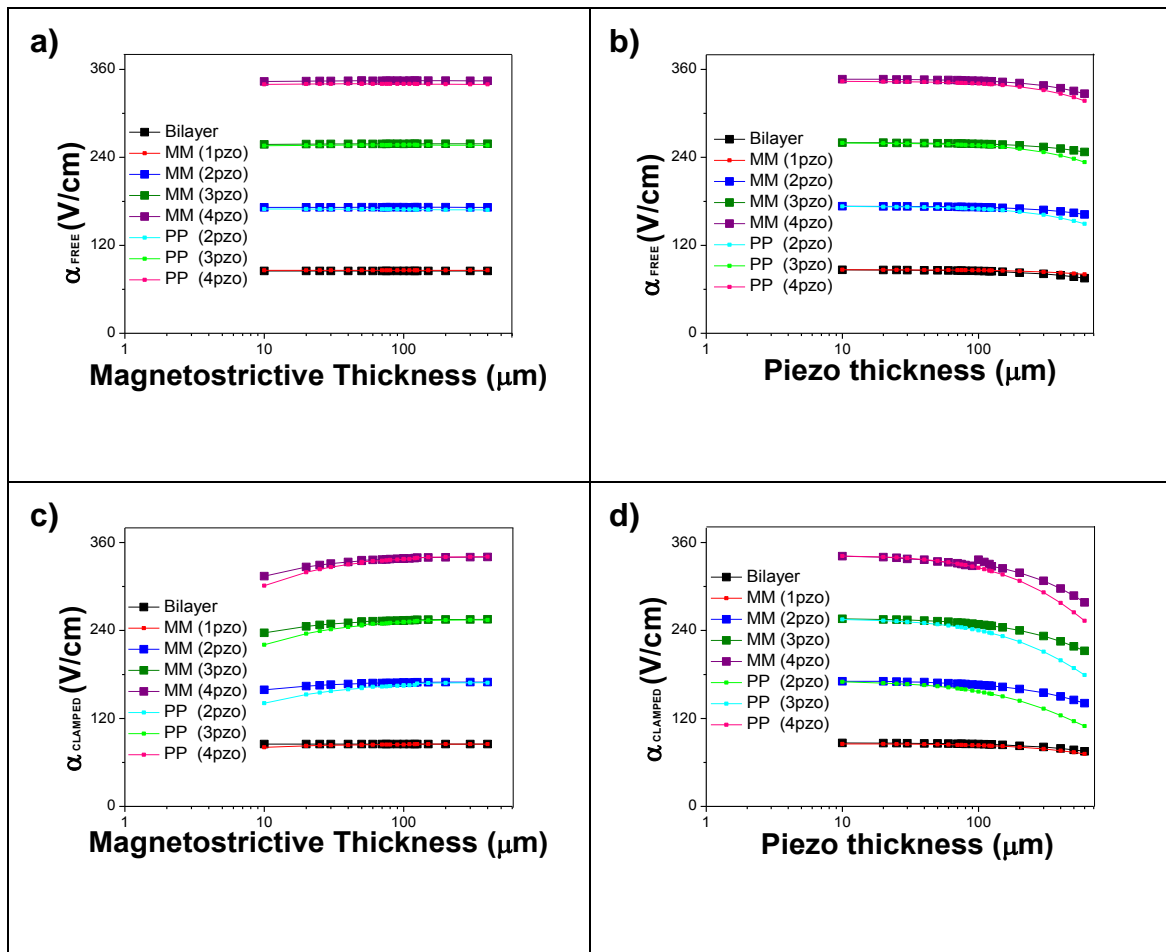 a)
360
240
120
0
α FREE (V/cm)
Bilayer
MM (1pzo)
MM (2pzo)
MM (3pzo)
MM (4pzo)
PP (2pzo)
PP (3pzo)
PP (4pzo)
1
10
100
Magnetostrictive Thickness (μm)
b)
360
240
120
0
α FREE (V/cm)
Bilayer
MM (1pzo)
MM (2pzo)
MM (3pzo)
MM (4pzo)
PP (2pzo)
PP (3pzo)
PP (4pzo)
1
10
100
Piezo thickness (μm)
c)
360
240
120
0
α CLAMPED (V/cm)
Bilayer
MM (1pzo)
MM (2pzo)
MM (3pzo)
MM (4pzo)
PP (2pzo)
PP (3pzo)
PP (4pzo)
1
10
100
Magnetostrictive Thickness (μm)
d)
360
240
120
0
α CLAMPED (V/cm)
Bilayer
MM (1pzo)
MM (2pzo)
MM (3pzo)
MM (4pzo)
PP (2pzo)
PP (3pzo)
PP (4pzo)
1
10
100
Piezo thickness (μm)